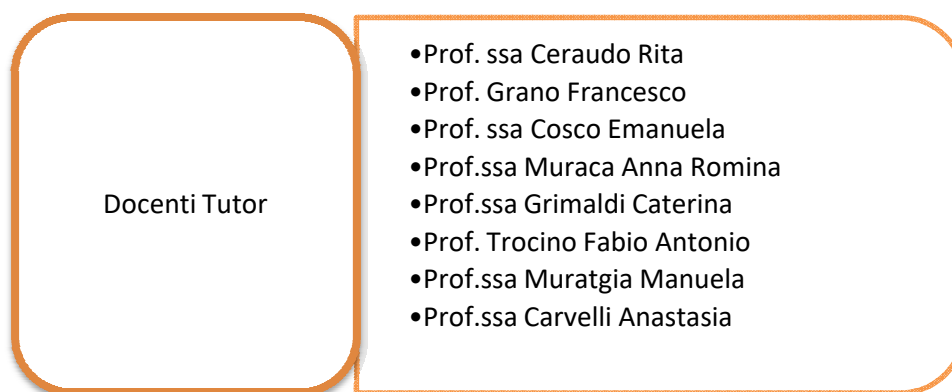 Docenti Tutor
•Prof. ssa Ceraudo Rita
•Prof. Grano Francesco
•Prof. ssa Cosco Emanuela
•Prof.ssa Muraca Anna Romina
•Prof.ssa Grimaldi Caterina
•Prof. Trocino Fabio Antonio
•Prof.ssa Muratgia Manuela
•Prof.ssa Carvelli Anastasia